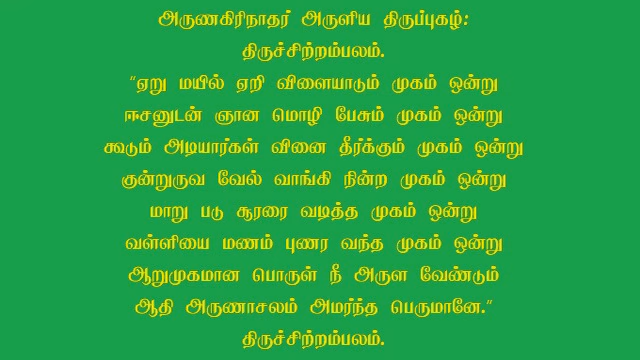 அருணகிரிநாதர் அருளிய திருப்புகழ்:
திருச்சிற்றம்பலம்.
"ஏறு மயில் ஏறி விளையாடும் முகம் ஒன்று
ஈசனுடன் ஞான மொழி பேசும் முகம் ஒன்று
கூடும் அடியார்கள் வினை தீர்க்கும் முகம் ஒன்று
குன்றுருவ வேல் வாங்கி நின்ற முகம் ஒன்று
மாறு படு சூரரை வடித்த முகம் ஒன்று
வள்ளியை மணம் புணர வந்த முகம் ஒன்று
ஆறுமுகமான பொருள் நீ அருள வேண்டும்
ஆதி அருணாசலம் அமர்ந்த பெருமானே."
திருச்சிற்றம்பலம்.